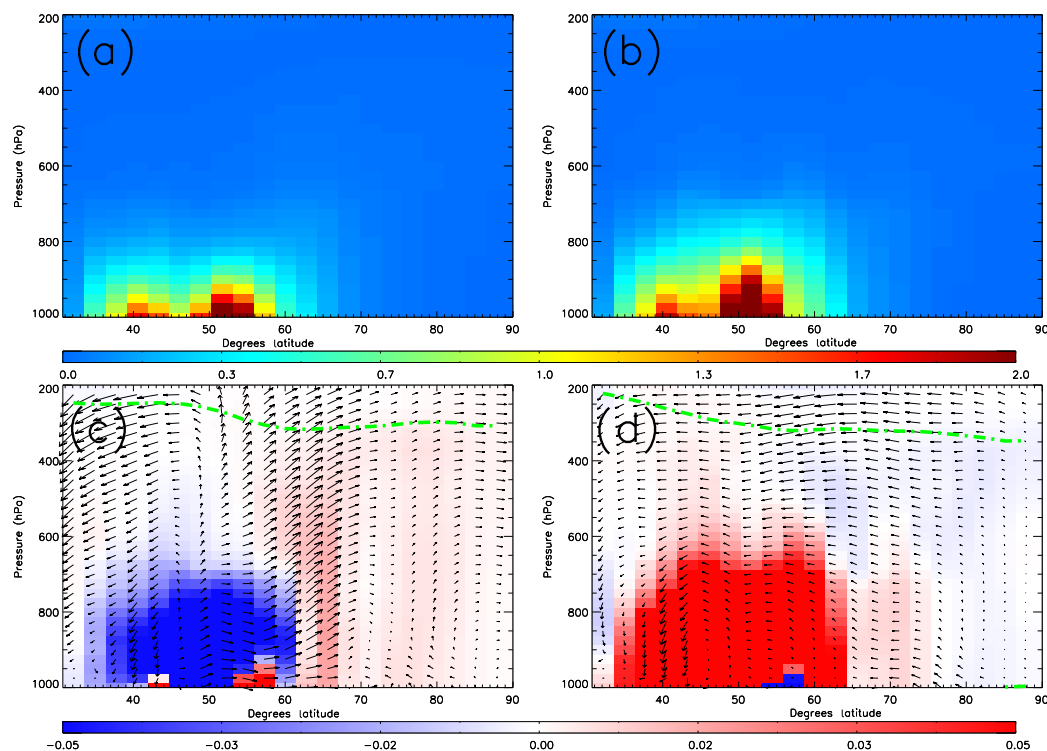 200
(a)
400
Pressure (hPa)
600
800
1000
40 50 60 70 80 90
Degrees latitude
200
(b)
400
Pressure (hPa)
600
800
1000
40 50 60 70 80 90
Degrees latitude
0.0 0.3 0.7 1.0 1.3 1.7 2.0
200
(c)
400
Pressure (hPa)
600
800
1000
40 50 60 70 80 90
Degrees latitude
200
(d)
400
Pressure (hPa)
600
800
1000
40 50 60 70 80 90
Degrees latitude
-0.05 -0.03 -0.02 0.00 0.02 0.03 0.05